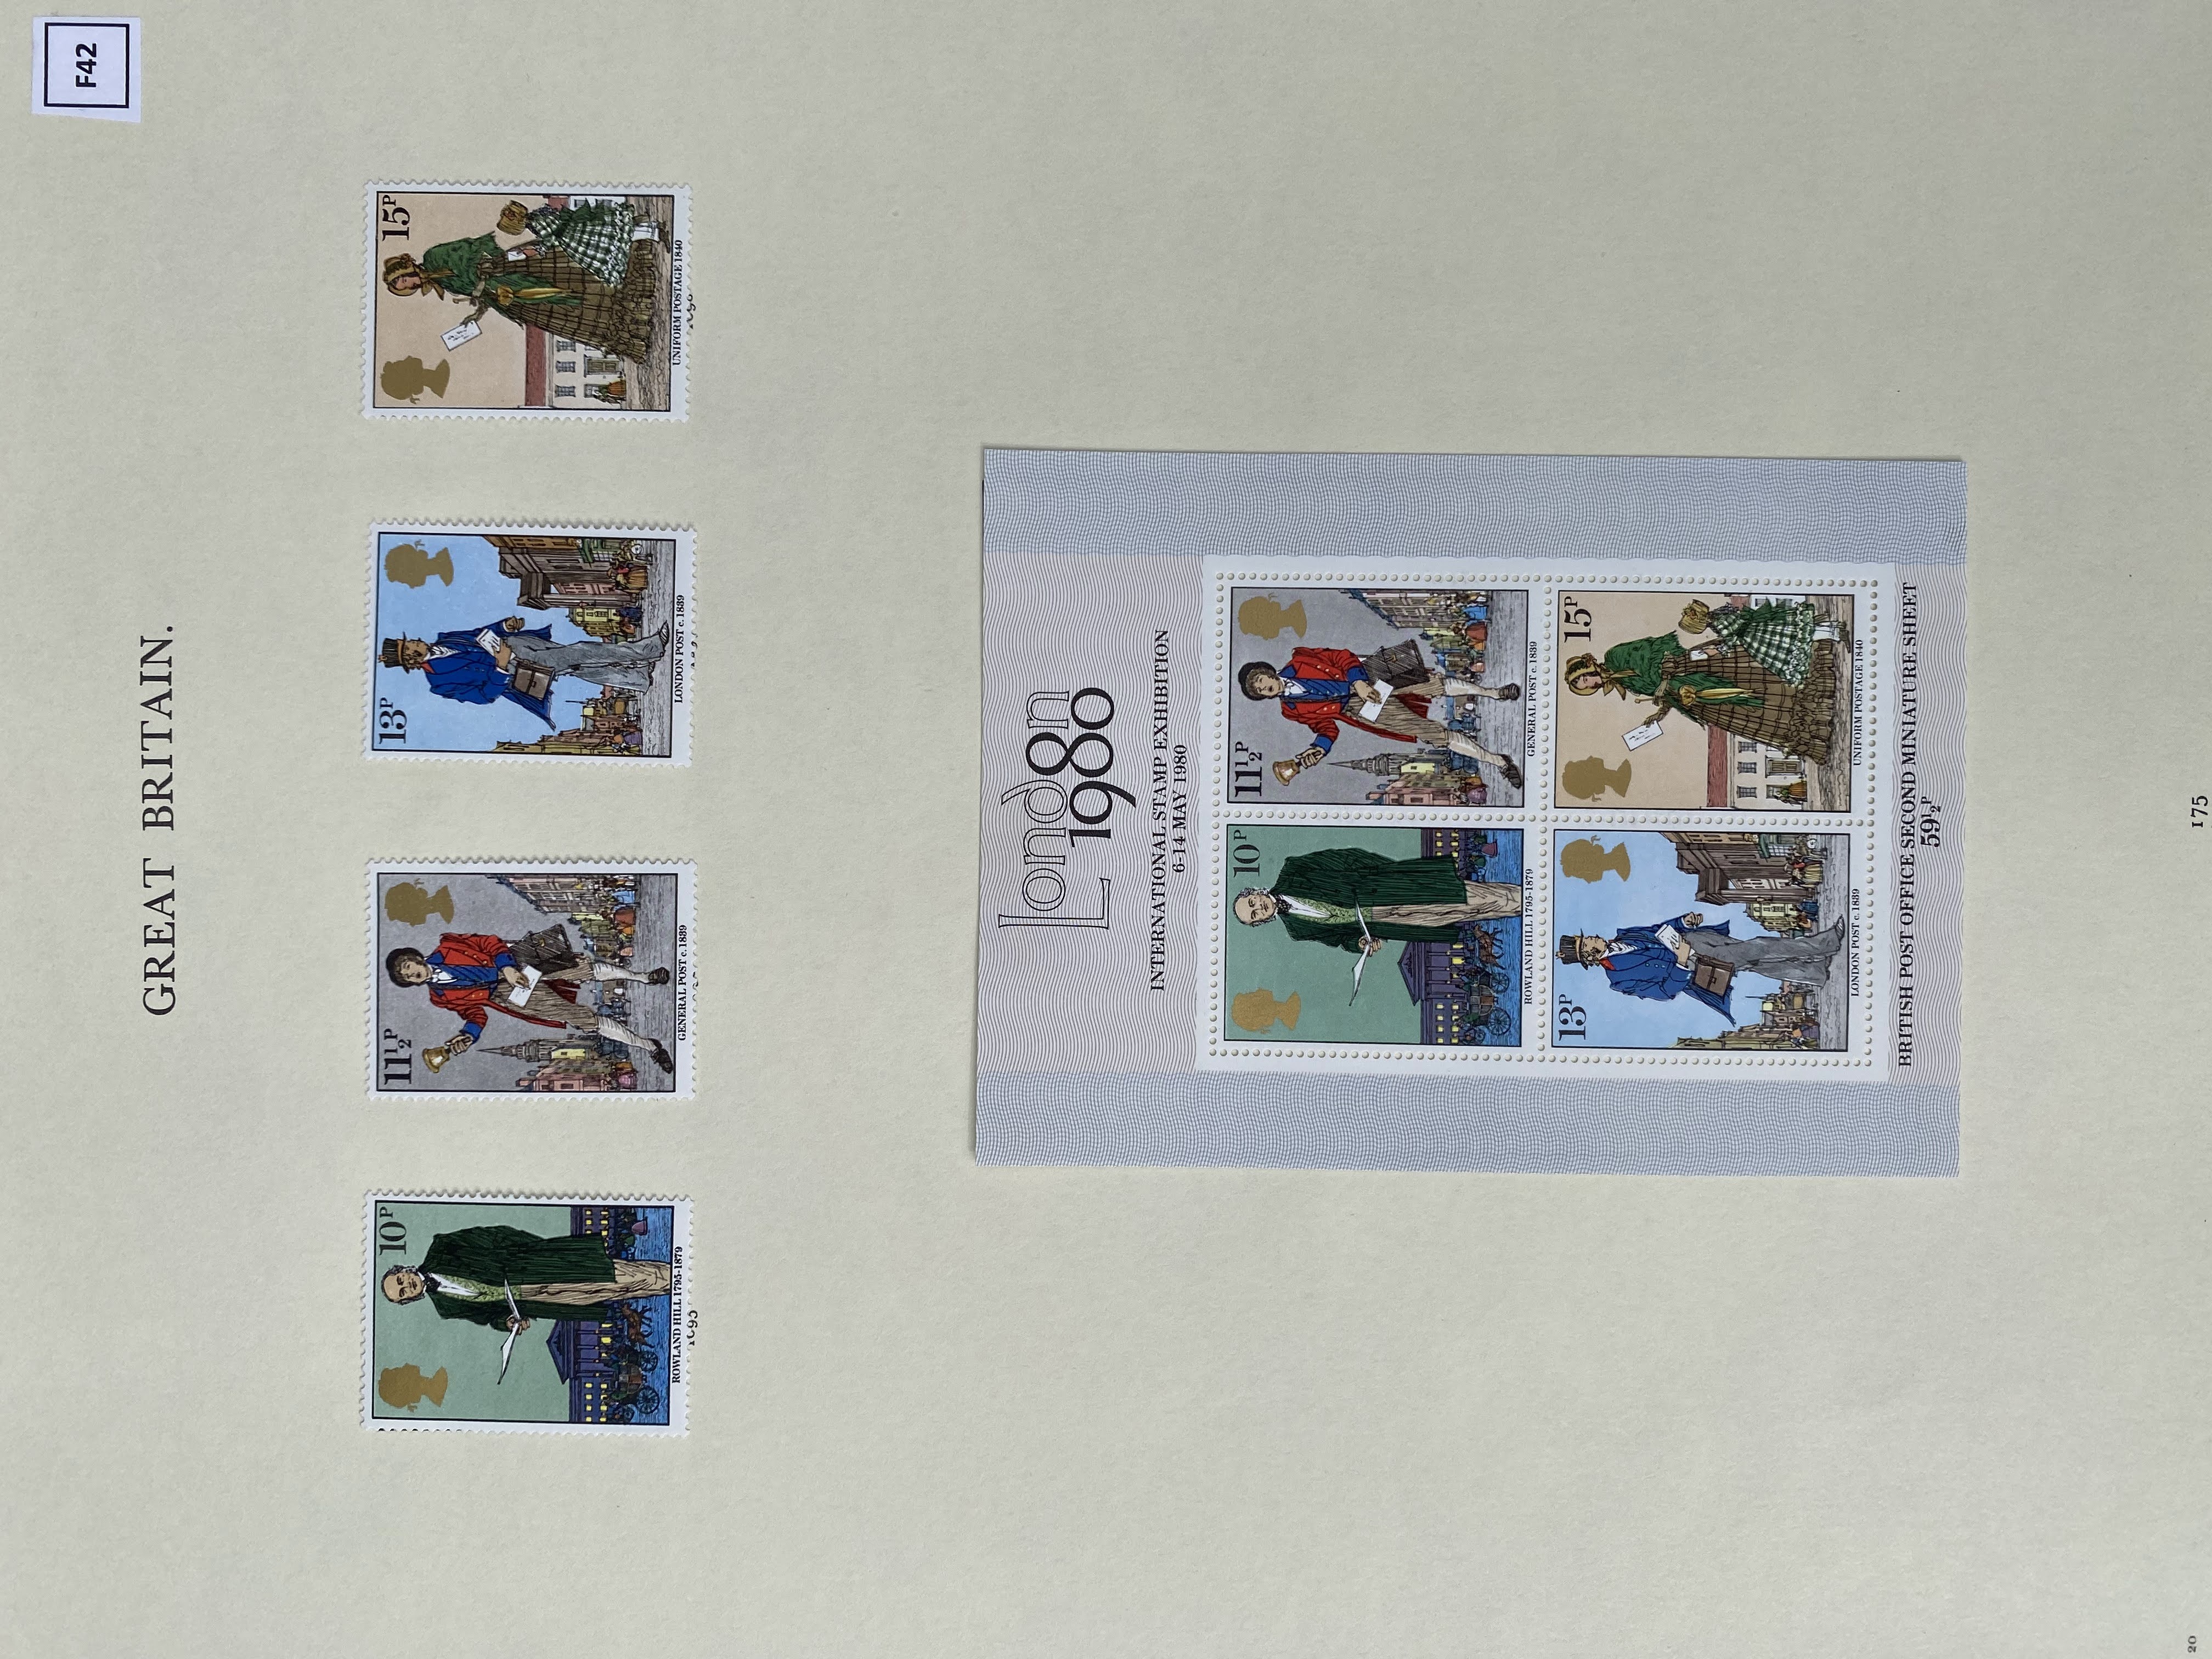 F42
GREAT BRITAIN.
10P
11½P
13P
15P
ROWLAND HILL 1795-1879
GENERAL POST c. 1839
LONDON POST c. 1839
UNIFORM POSTAGE 1840
London
1980
INTERNATIONAL STAMP EXHIBITION
6-14 MAY 1980
10P
11½P
ROWLAND HILL 1795-1879
GENERAL POST c. 1839
13P
15P
LONDON POST c. 1839
UNIFORM POSTAGE 1840
BRITISH POST OFFICE SECOND MINIATURE SHEET
59½P
20
175